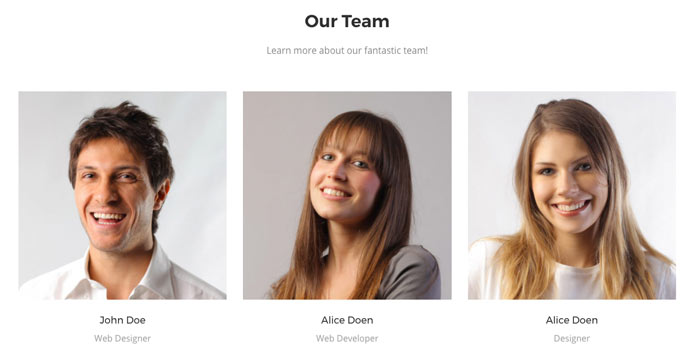 Our Team
Learn more about our fantastic team!
John Doe
Web Designer
Alice Doen
Web Developer
Alice Doen
Designer